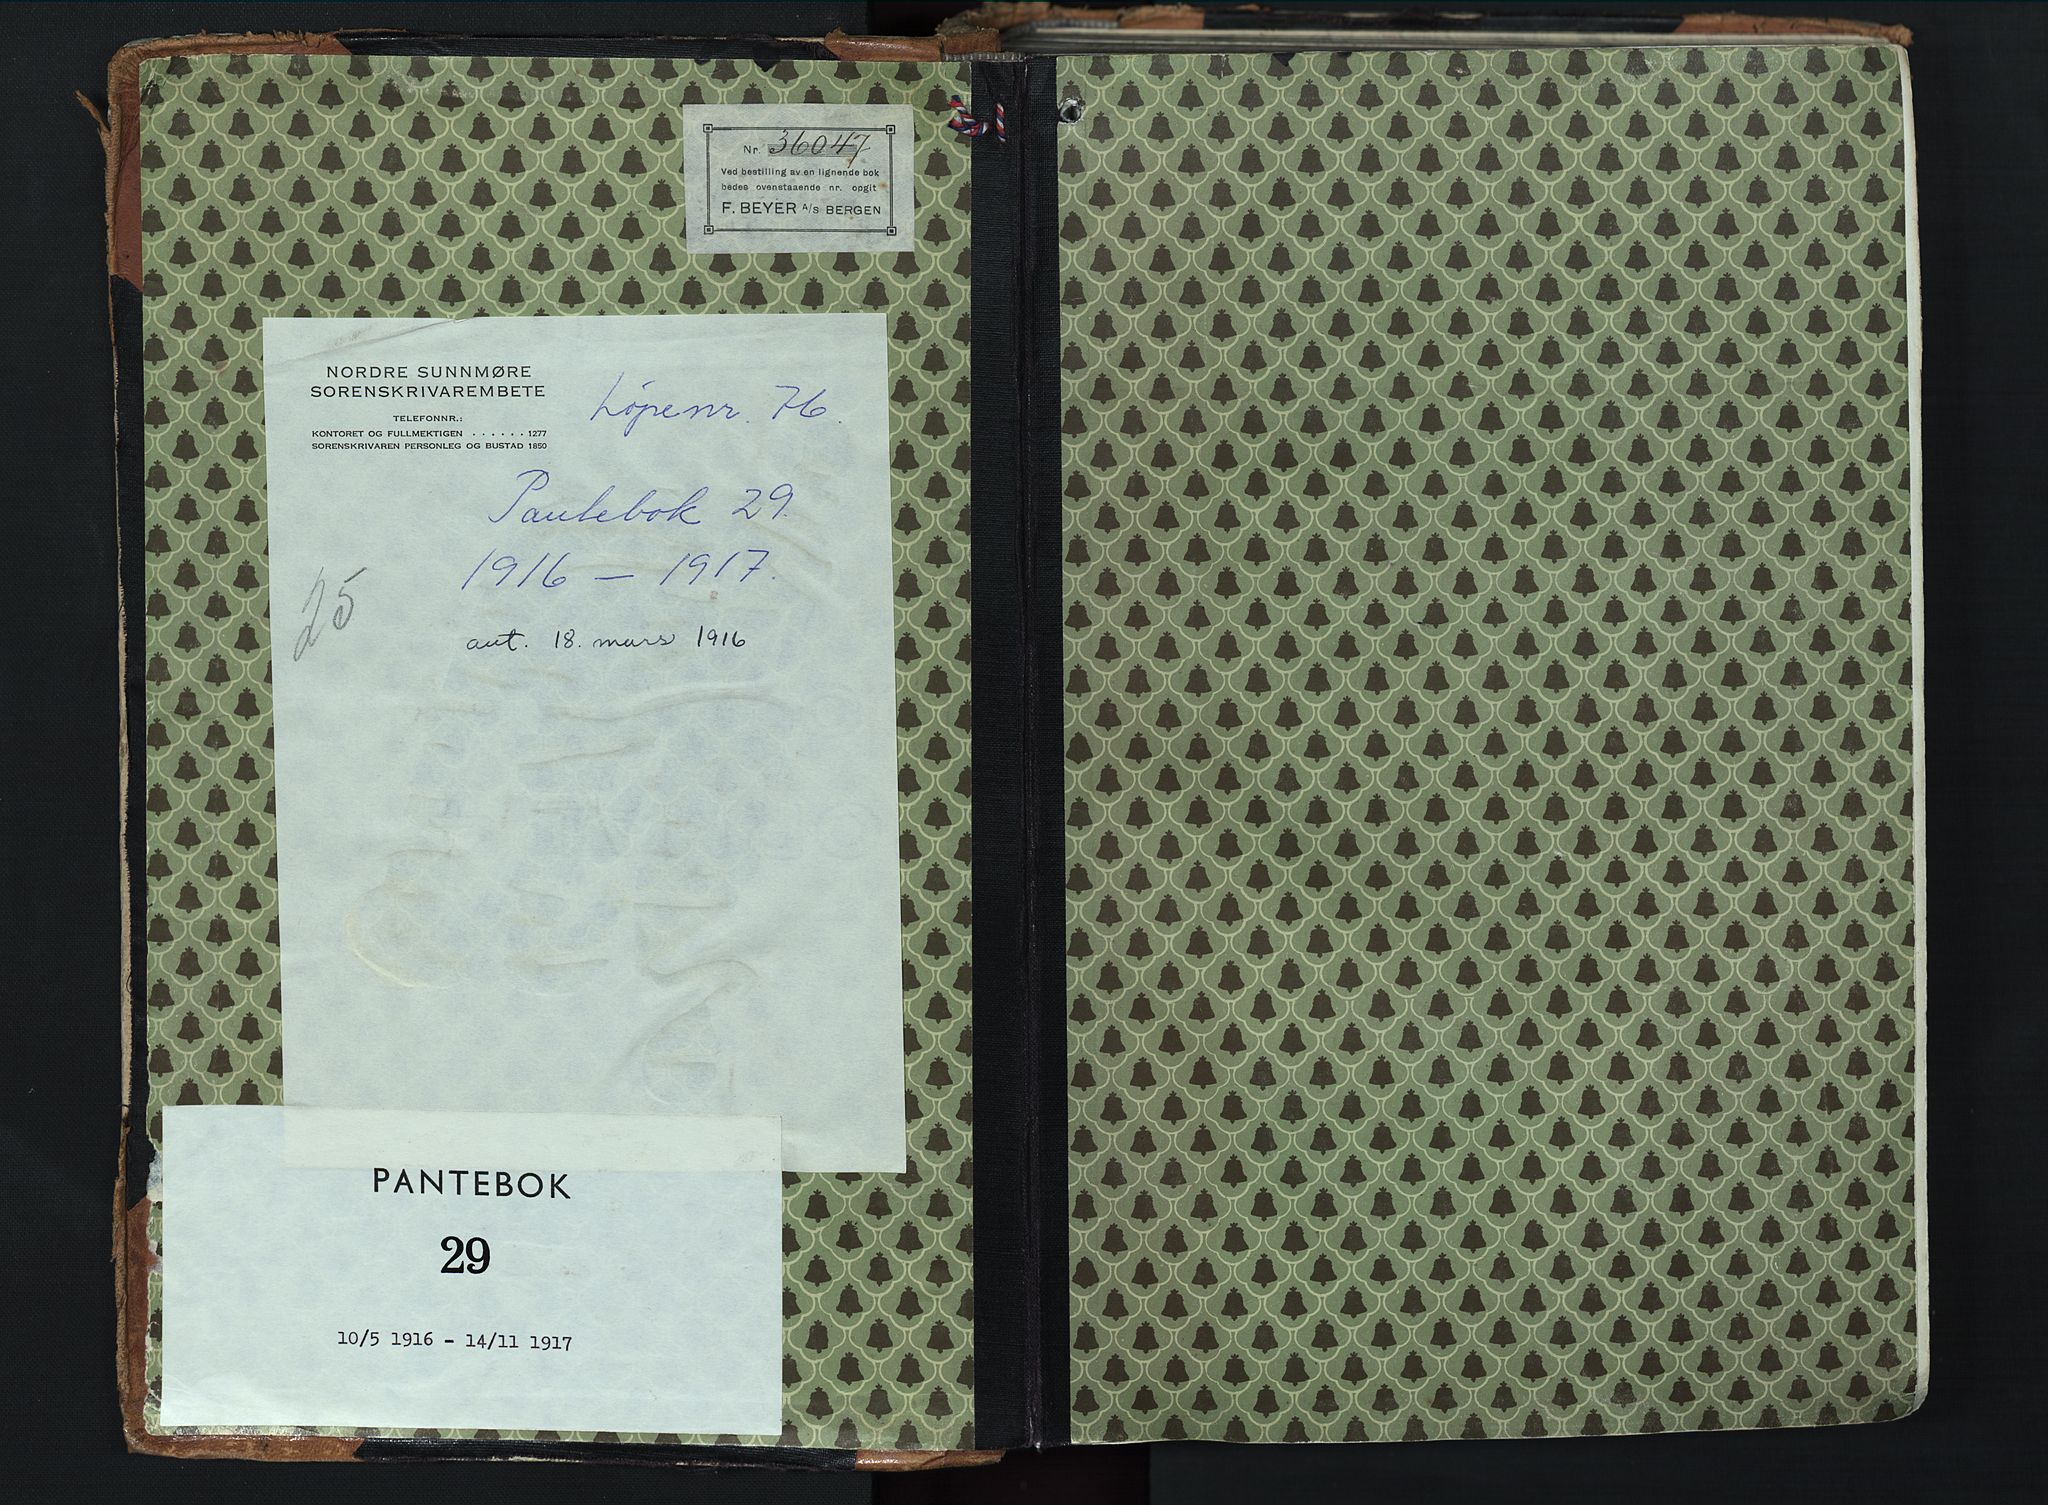 Nr. 36047
Ved bestilling av en lignende bok
bedes ovenstaaende nr. opgit
F. BEYER A/S BERGEN
NORDRE SUNNMØRE
SORENSKRIVAREMBETE
TELEFONNR.:
KONTORET OG FULLMEKTIGEN . . . . . . 1277
SORENSKRIVAREN PERSONLEG OG BUSTAD 1850
Løpenr. 76.
Pantebok 29.
1916 – 1917.
aut. 18. mars 1916
25
PANTEBOK
29
10/5 1916 - 14/11 1917